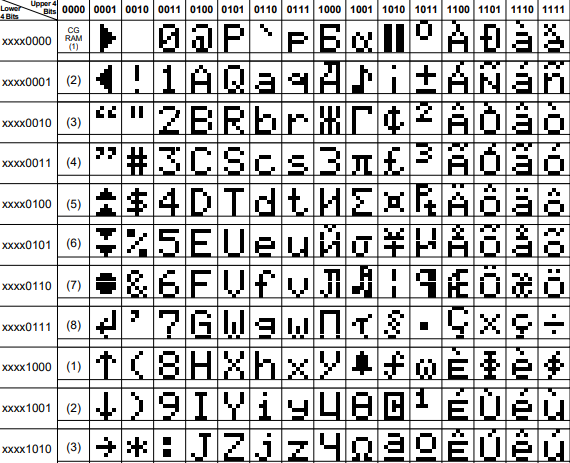 Lower 4 Bits Upper 4 Bits 0000 0001 0010 0011 0100 0101 0110 0111 1000 1001 1010 1011 1100 1101 1110 1111
xxxx0000 CG RAM (1) ▶ 0 @ P ` p Б α ▐▐ ° À Ð à ð
xxxx0001 (2) ◀ ! 1 A Q a q Д ♪ ¡ ± Á Ñ á ñ
xxxx0010 (3) “ " 2 B R b r Ж Γ ¢ ² Â Ò â ò
xxxx0011 (4) ” # 3 C S c s З π £ ³ Ã Ó ã ó
xxxx0100 (5) $ 4 D T d t И Σ ¤ ₧ Ä Ô ä ô
xxxx0101 (6) % 5 E U e u Й σ ¥ µ Å Õ å õ
xxxx0110 (7) ● & 6 F V f v Л ♬ ¦ ¶ Æ Ö æ ö
xxxx0111 (8) ↵ ' 7 G W g w П τ § · Ç × ç ÷
xxxx1000 (1) ↑ ( 8 H X h x У ƒ ω È Φ è ø
xxxx1001 (2) ↓ ) 9 I Y i y Ц Θ © ¹ É Ù é ù
xxxx1010 (3) → * : J Z j z Ч Ω ª º Ê Ú ê ú